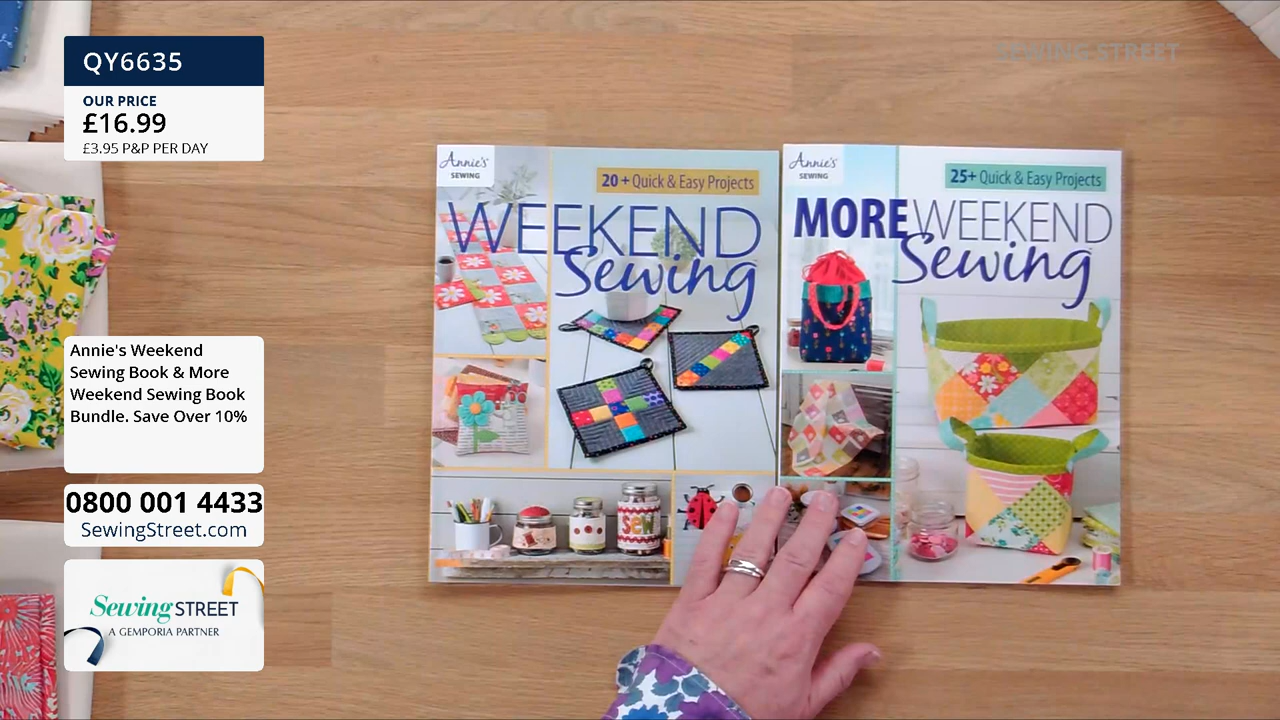 QY6635
OUR PRICE
£16.99
£3.95 P&P PER DAY
Annie's Weekend
Sewing Book & More
Weekend Sewing Book
Bundle. Save Over 10%
0800 001 4433
SewingStreet.com
Sewing STREET
A GEMPORIA PARTNER
SEWING STREET
Annie's
SEWING
20+ Quick & Easy Projects
WEEKEND
Sewing
sew
Annie's
SEWING
25+ Quick & Easy Projects
MORE WEEKEND
Sewing